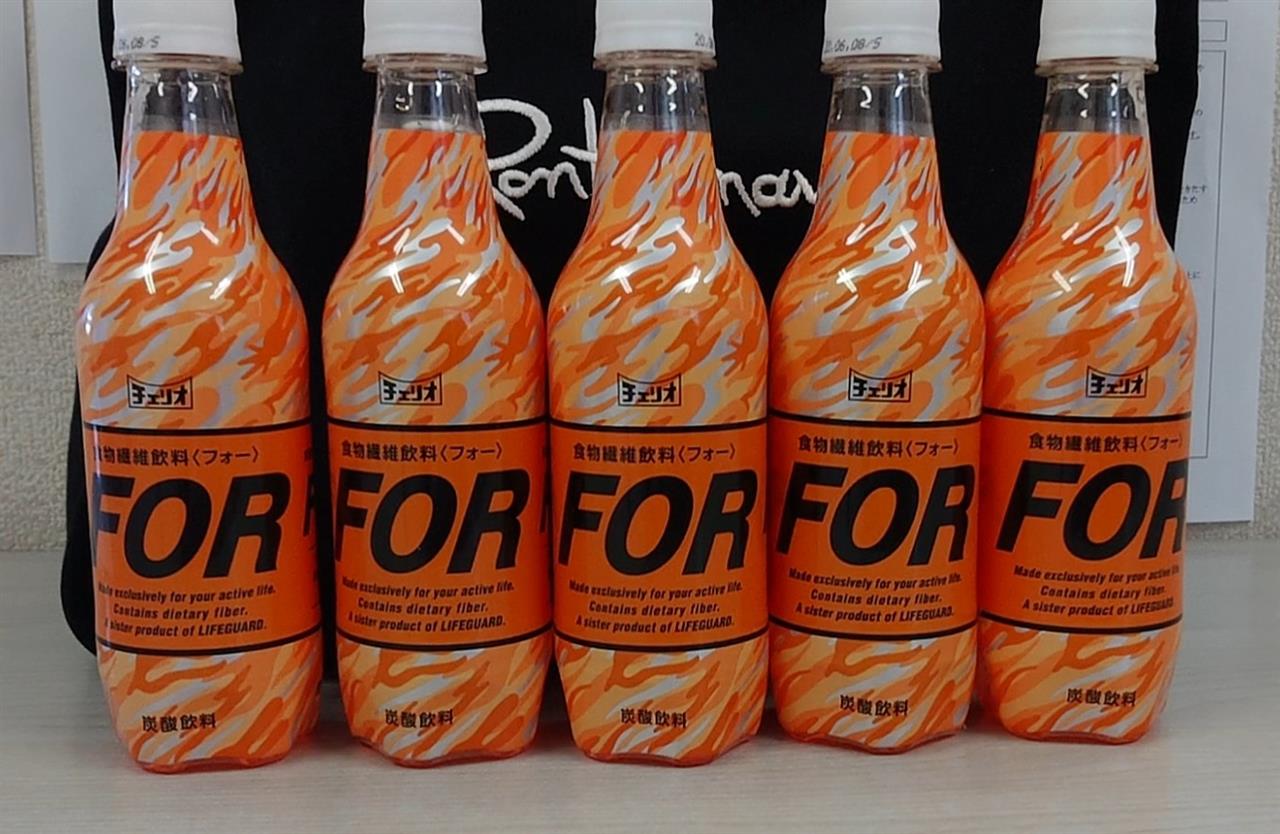 チェリオ
食物繊維飲料〈フォー〉
FOR
Made exclusively for your active life.
Contains dietary fiber.
A sister product of LIFEGUARD.
炭酸飲料
チェリオ
食物繊維飲料〈フォー〉
FOR
Made exclusively for your active life.
Contains dietary fiber.
A sister product of LIFEGUARD.
炭酸飲料
チェリオ
食物繊維飲料〈フォー〉
FOR
Made exclusively for your active life.
Contains dietary fiber.
A sister product of LIFEGUARD.
炭酸飲料
チェリオ
食物繊維飲料〈フォー〉
FOR
Made exclusively for your active life.
Contains dietary fiber.
A sister product of LIFEGUARD.
炭酸飲料
チェリオ
食物繊維飲料〈フォー〉
FOR
Made exclusively for your active life.
Contains dietary fiber.
A sister product of LIFEGUARD.
炭酸飲料